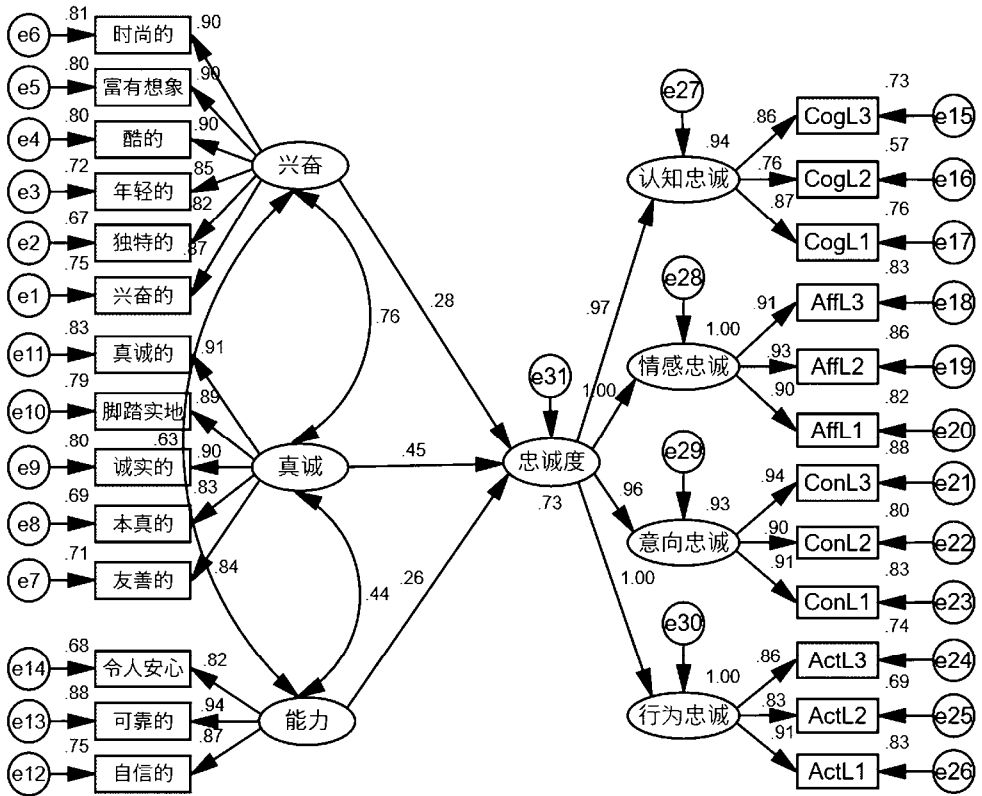 .81 .90
e6 时尚的
.80 .90
e5 富有想象
.80 .90
e4 酷的
.72 .85
e3 年轻的
.67 .82
e2 独特的
.75 .87
e1 兴奋的
.83 .91
e11 真诚的
.79 .89
e10 脚踏实地
.80 .63 .90
e9 诚实的
.69 .83
e8 本真的
.71 .84
e7 友善的
.68 .82
e14 令人安心
.88 .94
e13 可靠的
.75 .87
e12 自信的
兴奋
真诚
能力
.76
.44
.28
.45
.26
e31
忠诚度
.73
.97
1.00
.96
1.00
e27
.94
认知忠诚
e28
1.00
情感忠诚
e29
.93
意向忠诚
e30
1.00
行为忠诚
.86 .73
CogL3 e15
.76 .57
CogL2 e16
.87 .76
CogL1 e17
.91 .83
AffL3 e18
.93 .86
AffL2 e19
.90 .82
AffL1 e20
.94 .88
ConL3 e21
.90 .80
ConL2 e22
.91 .83
ConL1 e23
.86 .74
ActL3 e24
.83 .69
ActL2 e25
.91 .83
ActL1 e26